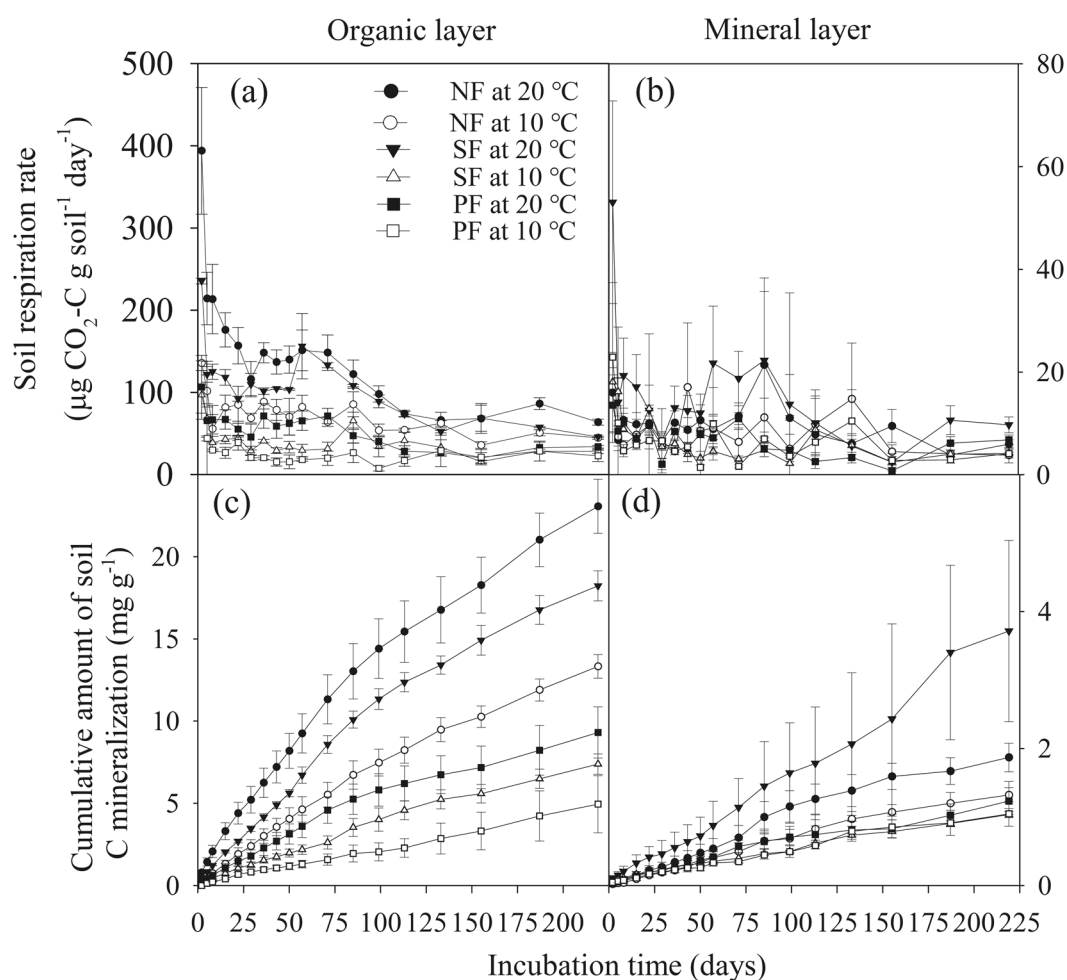 Organic layer
Mineral layer
Soil respiration rate
(µg CO2-C g soil-1 day-1)
500
400
300
200
100
0
(a)
NF at 20 °C
NF at 10 °C
SF at 20 °C
SF at 10 °C
PF at 20 °C
PF at 10 °C
(b)
80
60
40
20
0
Cumulative amount of soil
C mineralization (mg g-1)
20
15
10
5
0
(c)
(d)
4
2
0
0 25 50 75 100 125 150 175 200
0 25 50 75 100 125 150 175 200 225
Incubation time (days)